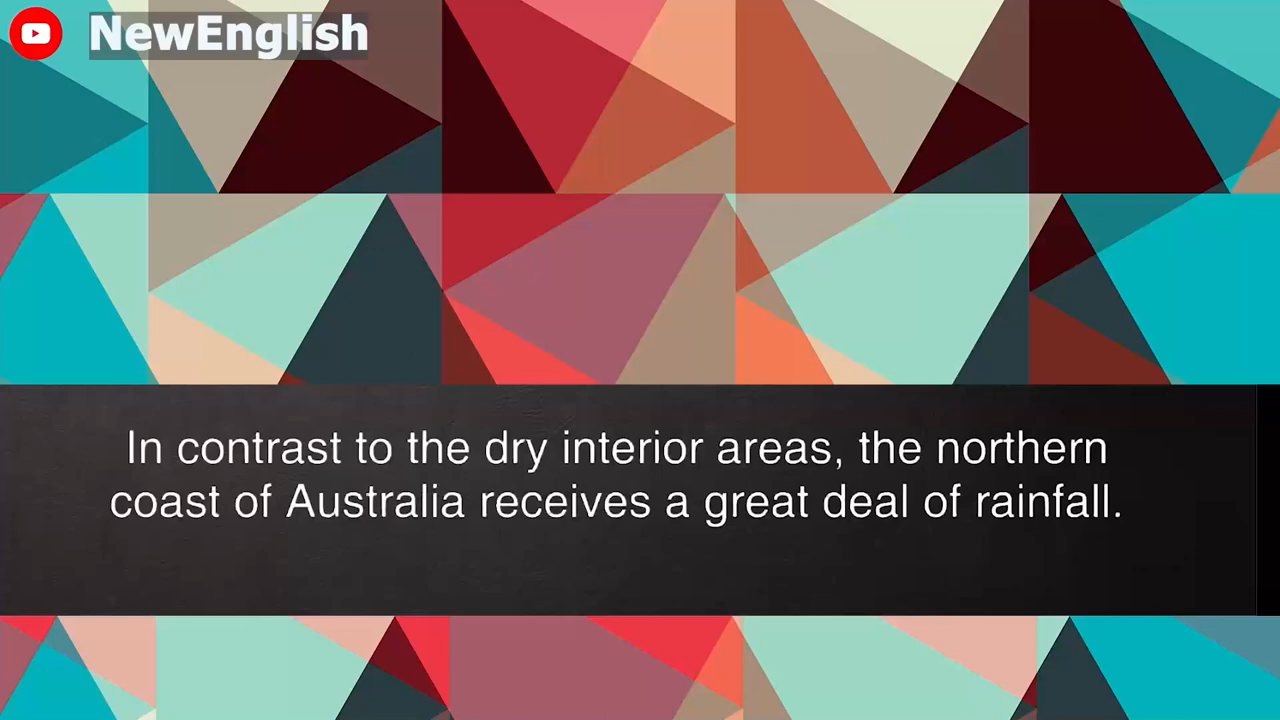 NewEnglish
In contrast to the dry interior areas, the northern
coast of Australia receives a great deal of rainfall.